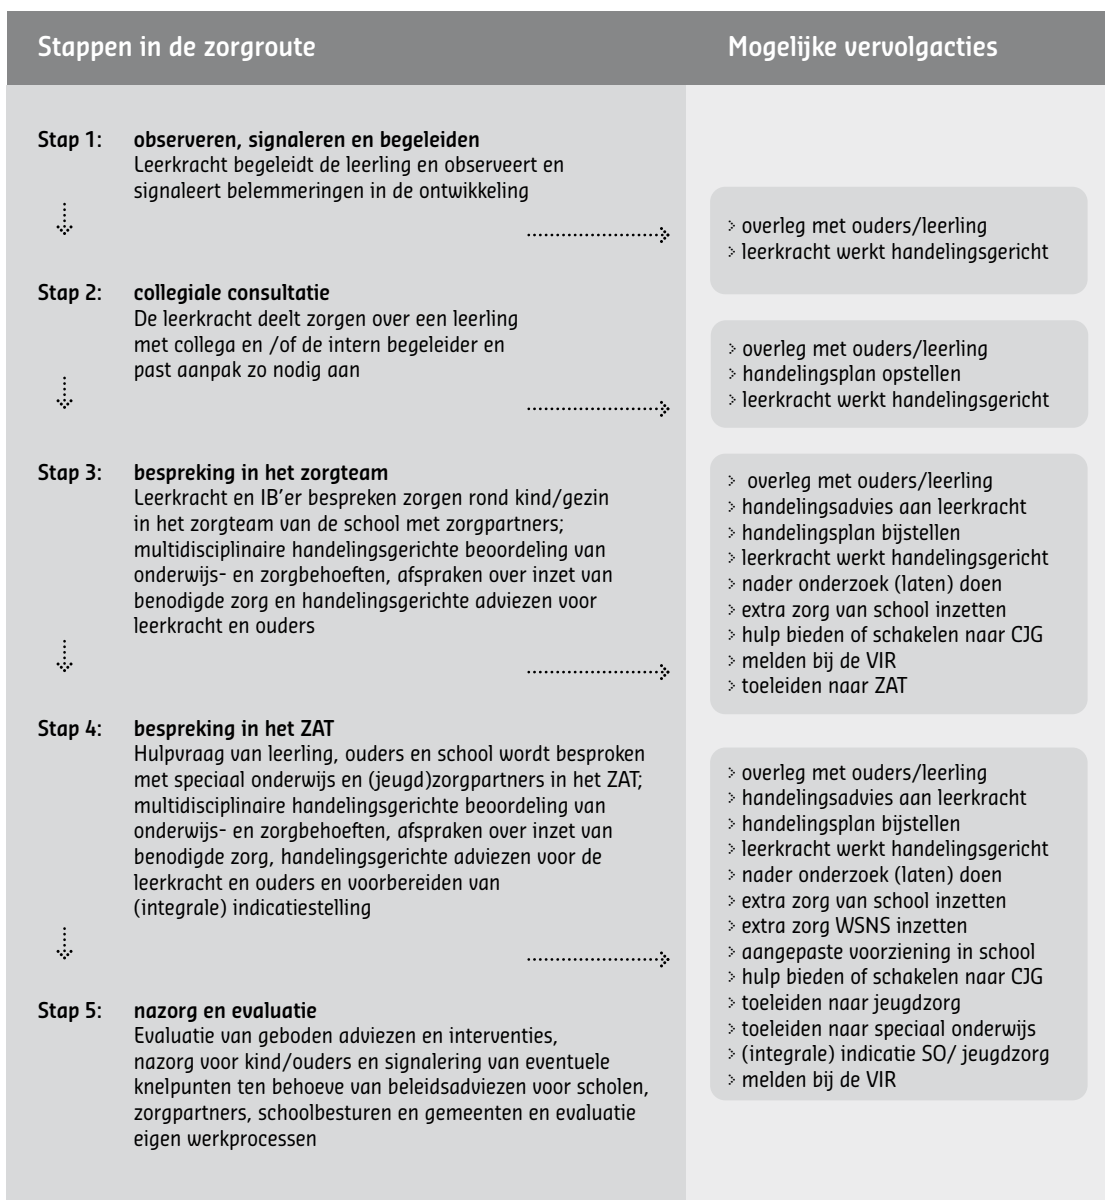 Stappen in de zorgroute
Mogelijke vervolgacties
Stap 1: observeren, signaleren en begeleiden
Leerkracht begeleidt de leerling en observeert en
signaleert belemmeringen in de ontwikkeling
> overleg met ouders/leerling
> leerkracht werkt handelingsgericht
Stap 2: collegiale consultatie
De leerkracht deelt zorgen over een leerling
met collega en /of de intern begeleider en
past aanpak zo nodig aan
> overleg met ouders/leerling
> handelingsplan opstellen
> leerkracht werkt handelingsgericht
Stap 3: bespreking in het zorgteam
Leerkracht en IB'er bespreken zorgen rond kind/gezin
in het zorgteam van de school met zorgpartners;
multidisciplinaire handelingsgerichte beoordeling van
onderwijs- en zorgbehoeften, afspraken over inzet van
benodigde zorg en handelingsgerichte adviezen voor
leerkracht en ouders
> overleg met ouders/leerling
> handelingsadvies aan leerkracht
> handelingsplan bijstellen
> leerkracht werkt handelingsgericht
> nader onderzoek (laten) doen
> extra zorg van school inzetten
> hulp bieden of schakelen naar CJG
> melden bij de VIR
> toeleiden naar ZAT
Stap 4: bespreking in het ZAT
Hulpvraag van leerling, ouders en school wordt besproken
met speciaal onderwijs en (jeugd)zorgpartners in het ZAT;
multidisciplinaire handelingsgerichte beoordeling van
onderwijs- en zorgbehoeften, afspraken over inzet van
benodigde zorg, handelingsgerichte adviezen voor de
leerkracht en ouders en voorbereiden van
(integrale) indicatiestelling
> overleg met ouders/leerling
> handelingsadvies aan leerkracht
> handelingsplan bijstellen
> leerkracht werkt handelingsgericht
> nader onderzoek (laten) doen
> extra zorg van school inzetten
> extra zorg WSNS inzetten
> aangepaste voorziening in school
> hulp bieden of schakelen naar CJG
> toeleiden naar jeugdzorg
> toeleiden naar speciaal onderwijs
> (integrale) indicatie SO/ jeugdzorg
> melden bij de VIR
Stap 5: nazorg en evaluatie
Evaluatie van geboden adviezen en interventies,
nazorg voor kind/ouders en signalering van eventuele
knelpunten ten behoeve van beleidsadviezen voor scholen,
zorgpartners, schoolbesturen en gemeenten en evaluatie
eigen werkprocessen